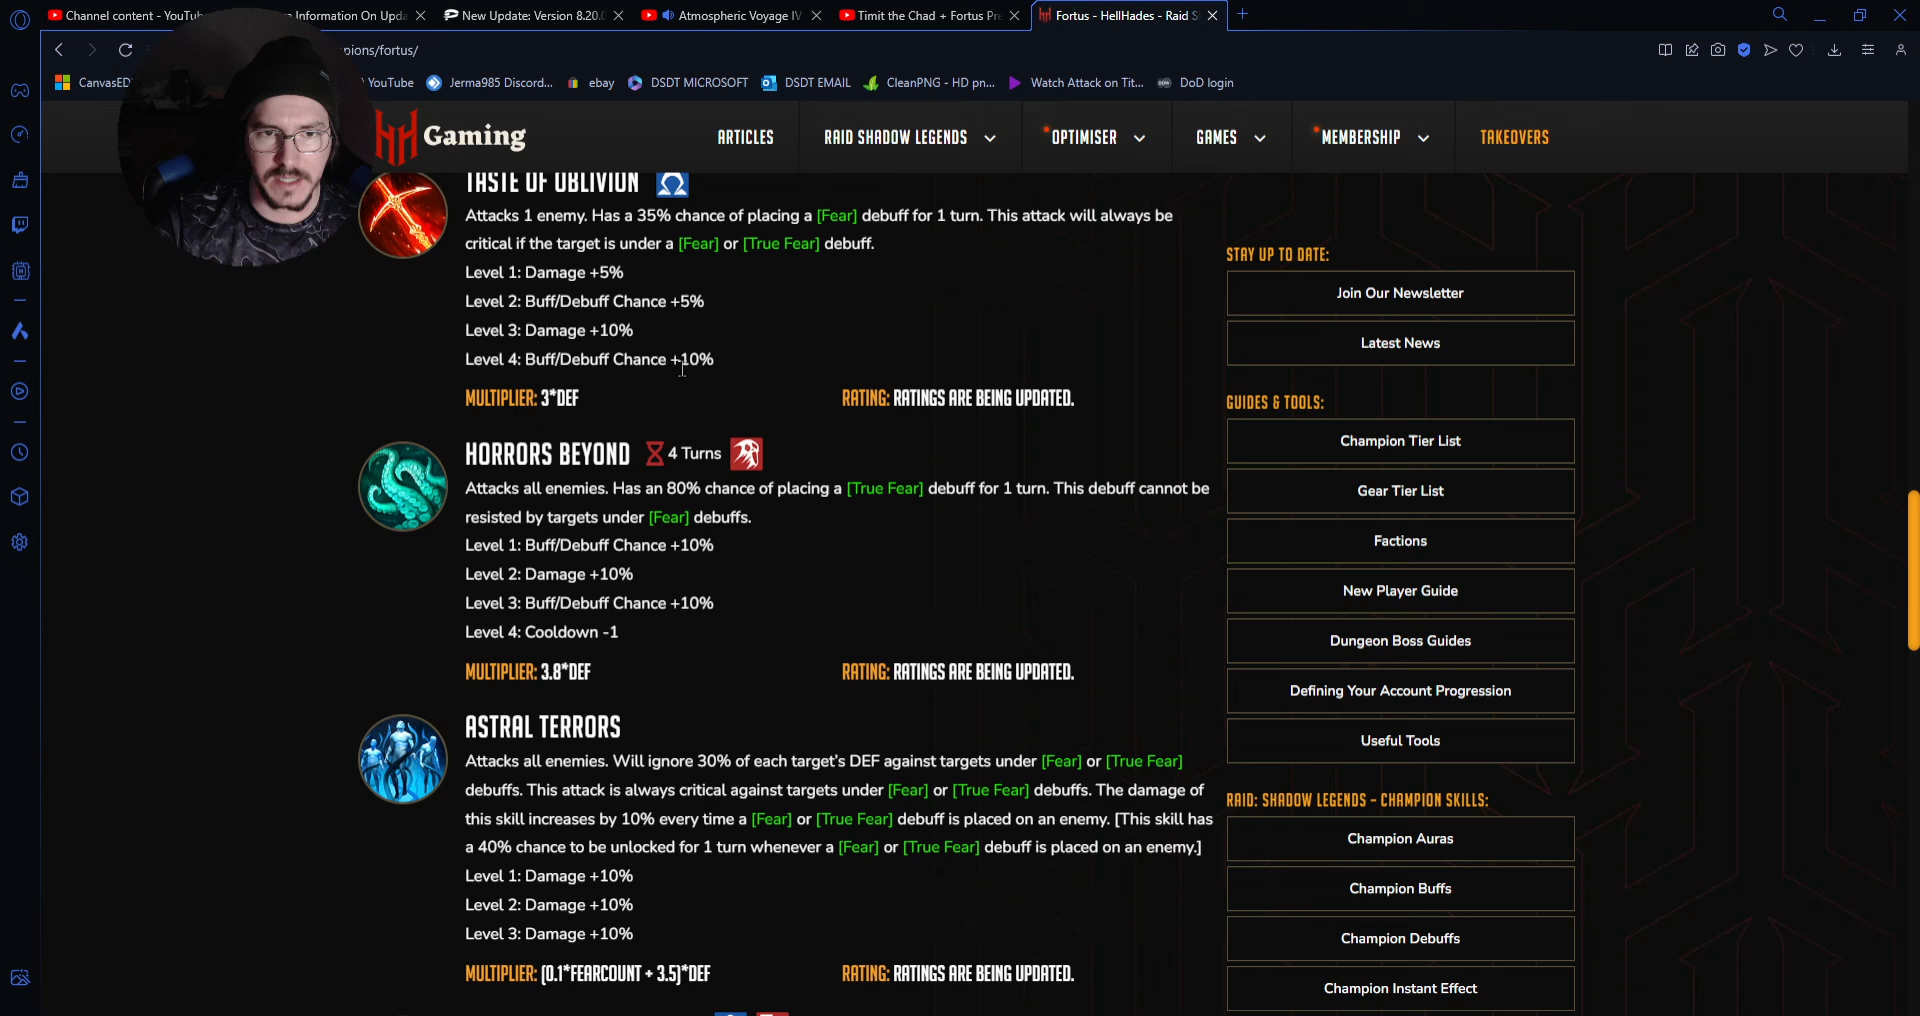 Channel content - YouTu
Information On Upda
New Update: Version 8.20.0
Atmospheric Voyage IV
Timit the Chad + Fortus Pre
Fortus - HellHades - Raid S
pions/fortus/
CanvasED
YouTube
Jerma985 Discord...
ebay
DSDT MICROSOFT
DSDT EMAIL
CleanPNG - HD pn...
Watch Attack on Tit...
DoD login
Gaming
ARTICLES
RAID SHADOW LEGENDS
OPTIMISER
GAMES
MEMBERSHIP
TAKEOVERS
TASTE OF OBLIVION
Attacks 1 enemy. Has a 35% chance of placing a [Fear] debuff for 1 turn. This attack will always be
critical if the target is under a [Fear] or [True Fear] debuff.
Level 1: Damage +5%
Level 2: Buff/Debuff Chance +5%
Level 3: Damage +10%
Level 4: Buff/Debuff Chance +10%
MULTIPLIER: 3*DEF
RATING: RATINGS ARE BEING UPDATED.
HORRORS BEYOND 4 Turns
Attacks all enemies. Has an 80% chance of placing a [True Fear] debuff for 1 turn. This debuff cannot be
resisted by targets under [Fear] debuffs.
Level 1: Buff/Debuff Chance +10%
Level 2: Damage +10%
Level 3: Buff/Debuff Chance +10%
Level 4: Cooldown -1
MULTIPLIER: 3.8*DEF
RATING: RATINGS ARE BEING UPDATED.
ASTRAL TERRORS
Attacks all enemies. Will ignore 30% of each target's DEF against targets under [Fear] or [True Fear]
debuffs. This attack is always critical against targets under [Fear] or [True Fear] debuffs. The damage of
this skill increases by 10% every time a [Fear] or [True Fear] debuff is placed on an enemy. [This skill has
a 40% chance to be unlocked for 1 turn whenever a [Fear] or [True Fear] debuff is placed on an enemy.]
Level 1: Damage +10%
Level 2: Damage +10%
Level 3: Damage +10%
MULTIPLIER: (0.1*FEARCOUNT + 3.5)*DEF
RATING: RATINGS ARE BEING UPDATED.
STAY UP TO DATE:
Join Our Newsletter
Latest News
GUIDES & TOOLS:
Champion Tier List
Gear Tier List
Factions
New Player Guide
Dungeon Boss Guides
Defining Your Account Progression
Useful Tools
RAID: SHADOW LEGENDS - CHAMPION SKILLS:
Champion Auras
Champion Buffs
Champion Debuffs
Champion Instant Effect